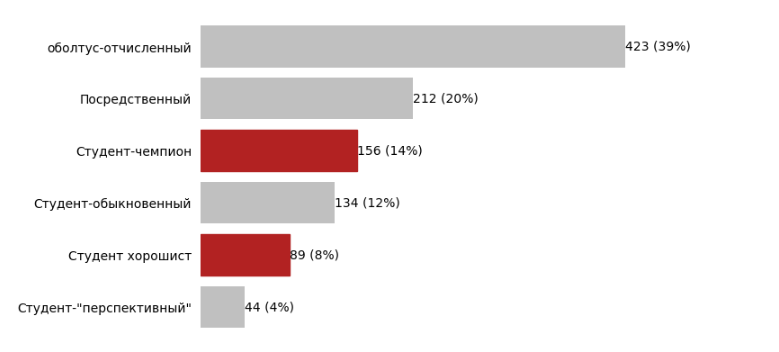 оболтус-отчисленный 423 (39%)
Посредственный 212 (20%)
Студент-чемпион 156 (14%)
Студент-обыкновенный 134 (12%)
Студент хорошист 89 (8%)
Студент-"перспективный" 44 (4%)